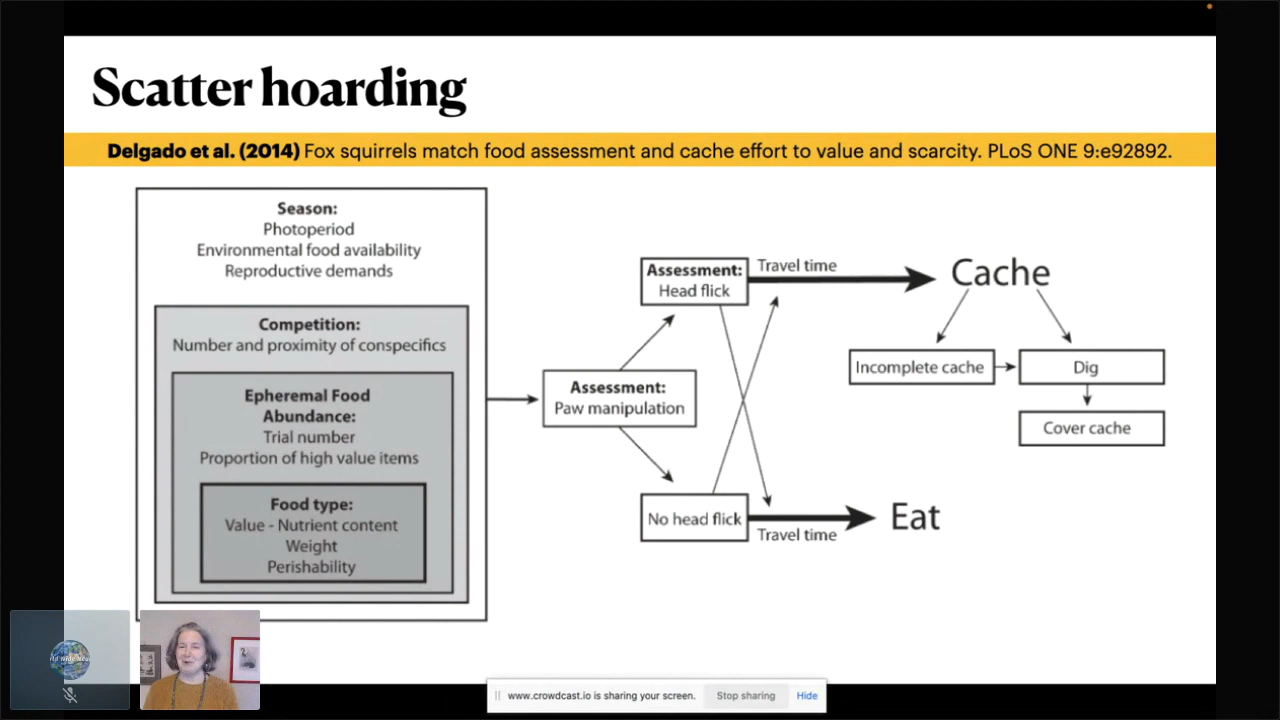 Scatter hoarding
Delgado et al. (2014) Fox squirrels match food assessment and cache effort to value and scarcity. PLoS ONE 9:e92892.
Season:
Photoperiod
Environmental food availability
Reproductive demands
Competition:
Number and proximity of conspecifics
Ephemeral Food
Abundance:
Trial number
Proportion of high value items
Food type:
Value - Nutrient content
Weight
Perishability
Assessment:
Paw manipulation
Assessment:
Head flick
Travel time
No head flick
Travel time
Cache
Incomplete cache
Dig
Cover cache
Eat
www.crowdcast.io is sharing your screen.
Stop sharing
Hide